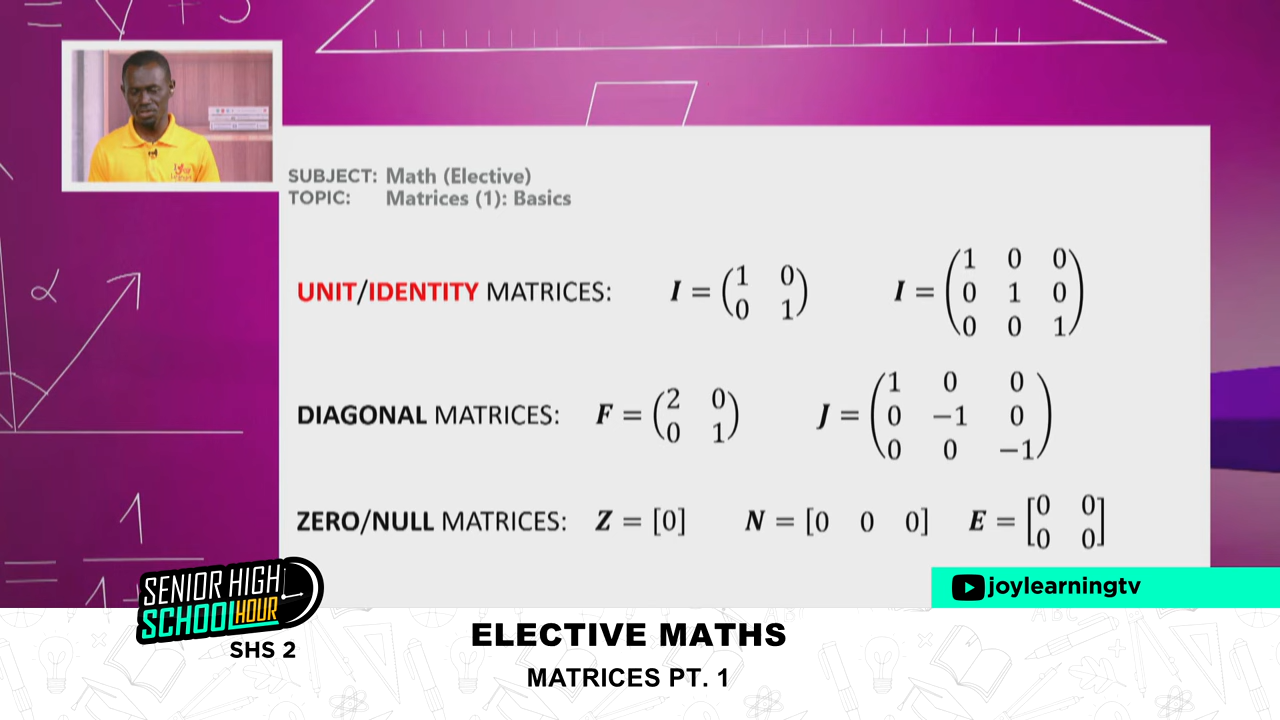 SUBJECT: Math (Elective)
TOPIC: Matrices (1): Basics
UNIT/IDENTITY MATRICES: I = (1 0
0 1) I = (1 0 0
0 1 0
0 0 1)
DIAGONAL MATRICES: F = (2 0
0 1) J = (1 0 0
0 −1 0
0 0 −1)
ZERO/NULL MATRICES: Z = [0] N = [0 0 0] E = [0 0
0 0]
α
1
SENIOR HIGH
SCHOOL HOUR
SHS 2
joylearningtv
ELECTIVE MATHS
MATRICES PT. 1